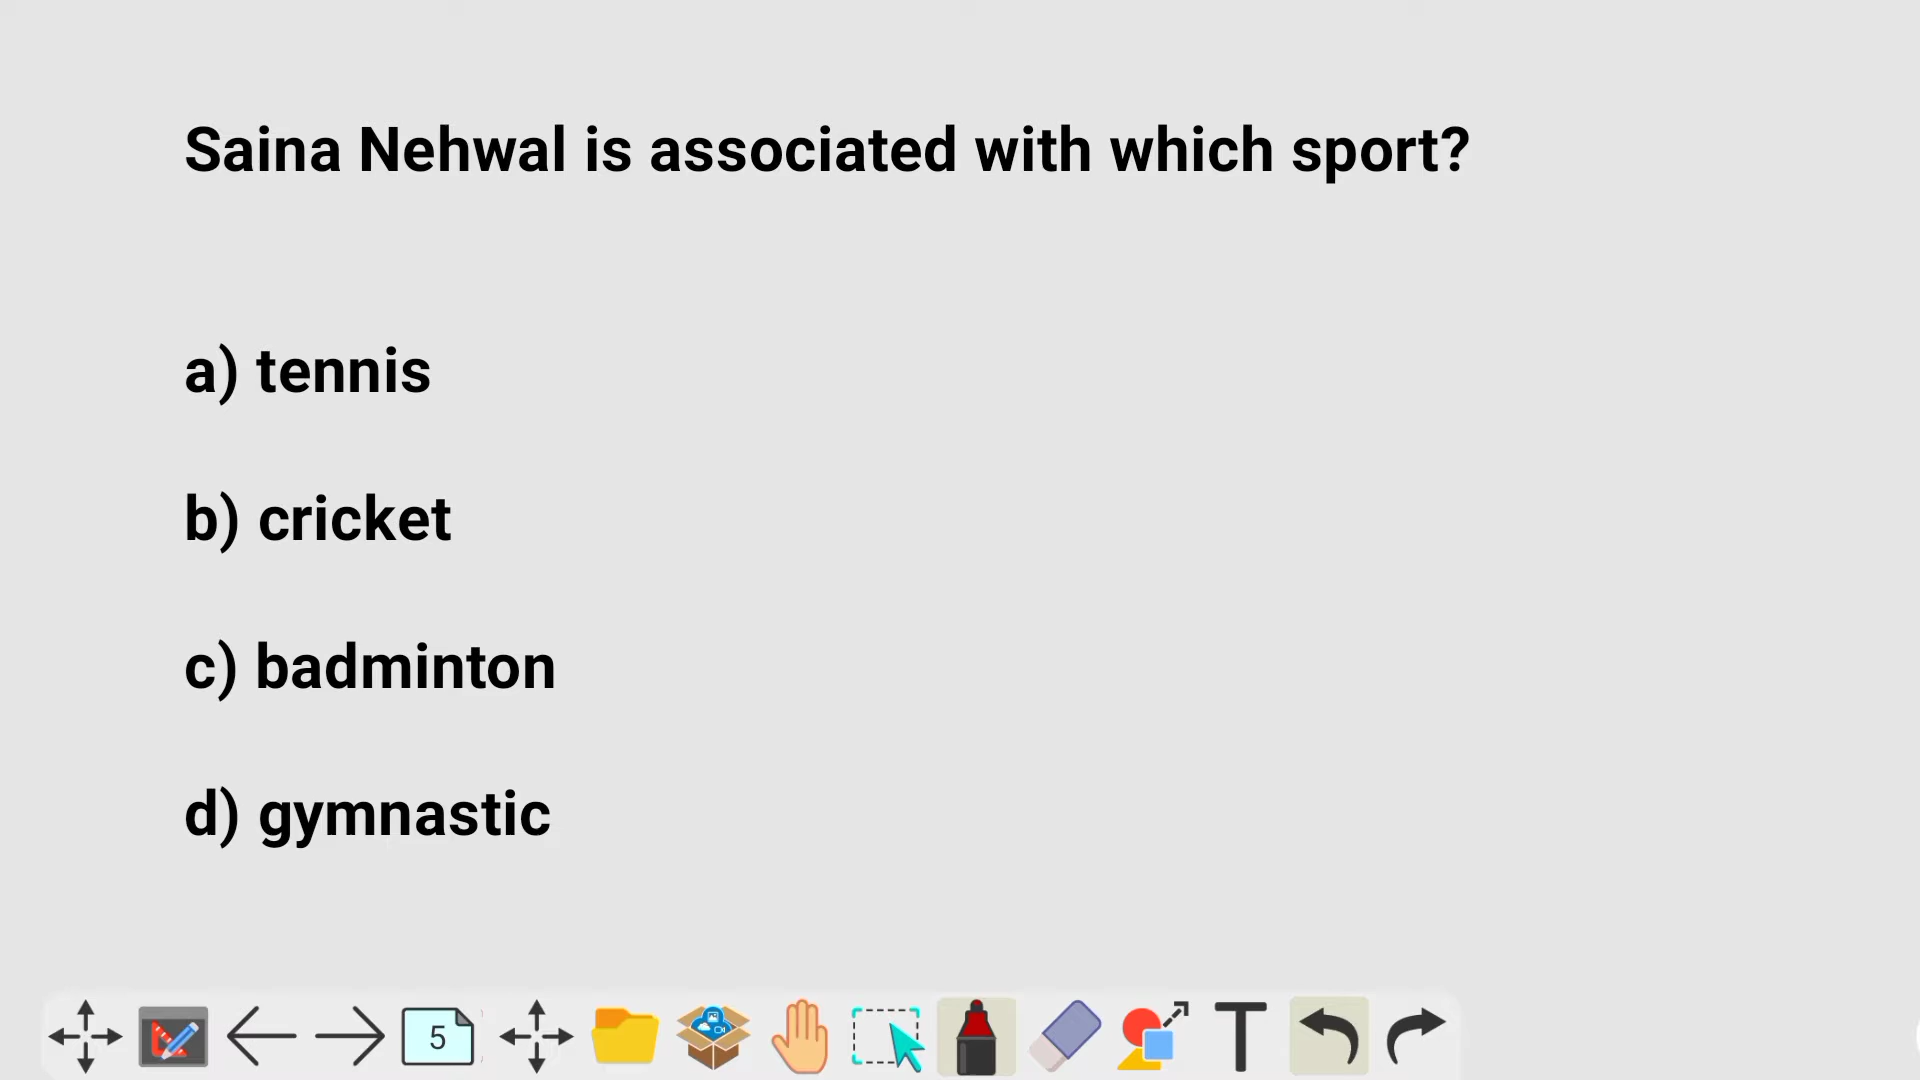 Saina Nehwal is associated with which sport?
a) tennis
b) cricket
c) badminton
d) gymnastic
5
T